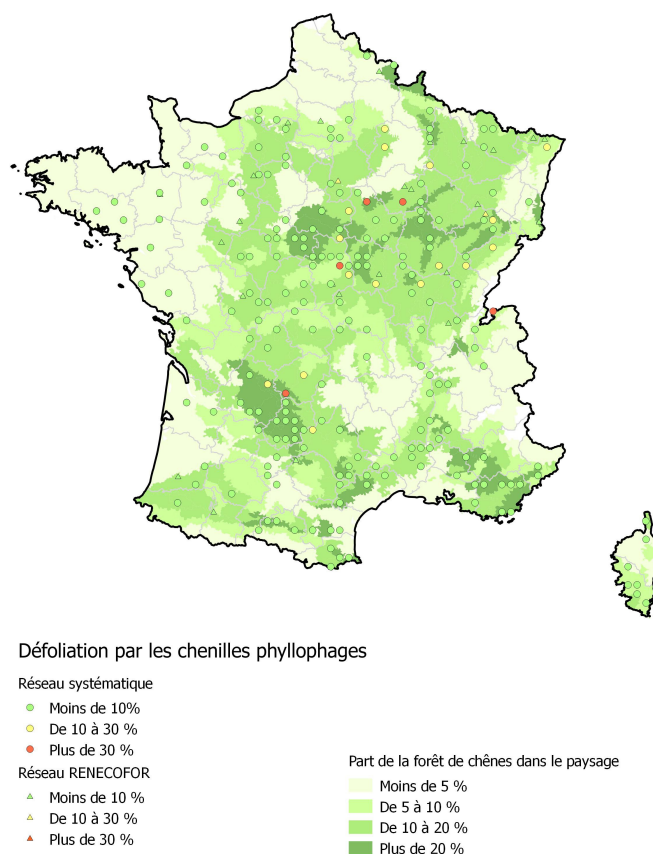 Défoliation par les chenilles phyllophages
Réseau systématique
Moins de 10%
De 10 à 30 %
Plus de 30 %
Réseau RENECOFOR
Moins de 10 %
De 10 à 30 %
Plus de 30 %
Part de la forêt de chênes dans le paysage
Moins de 5 %
De 5 à 10 %
De 10 à 20 %
Plus de 20 %